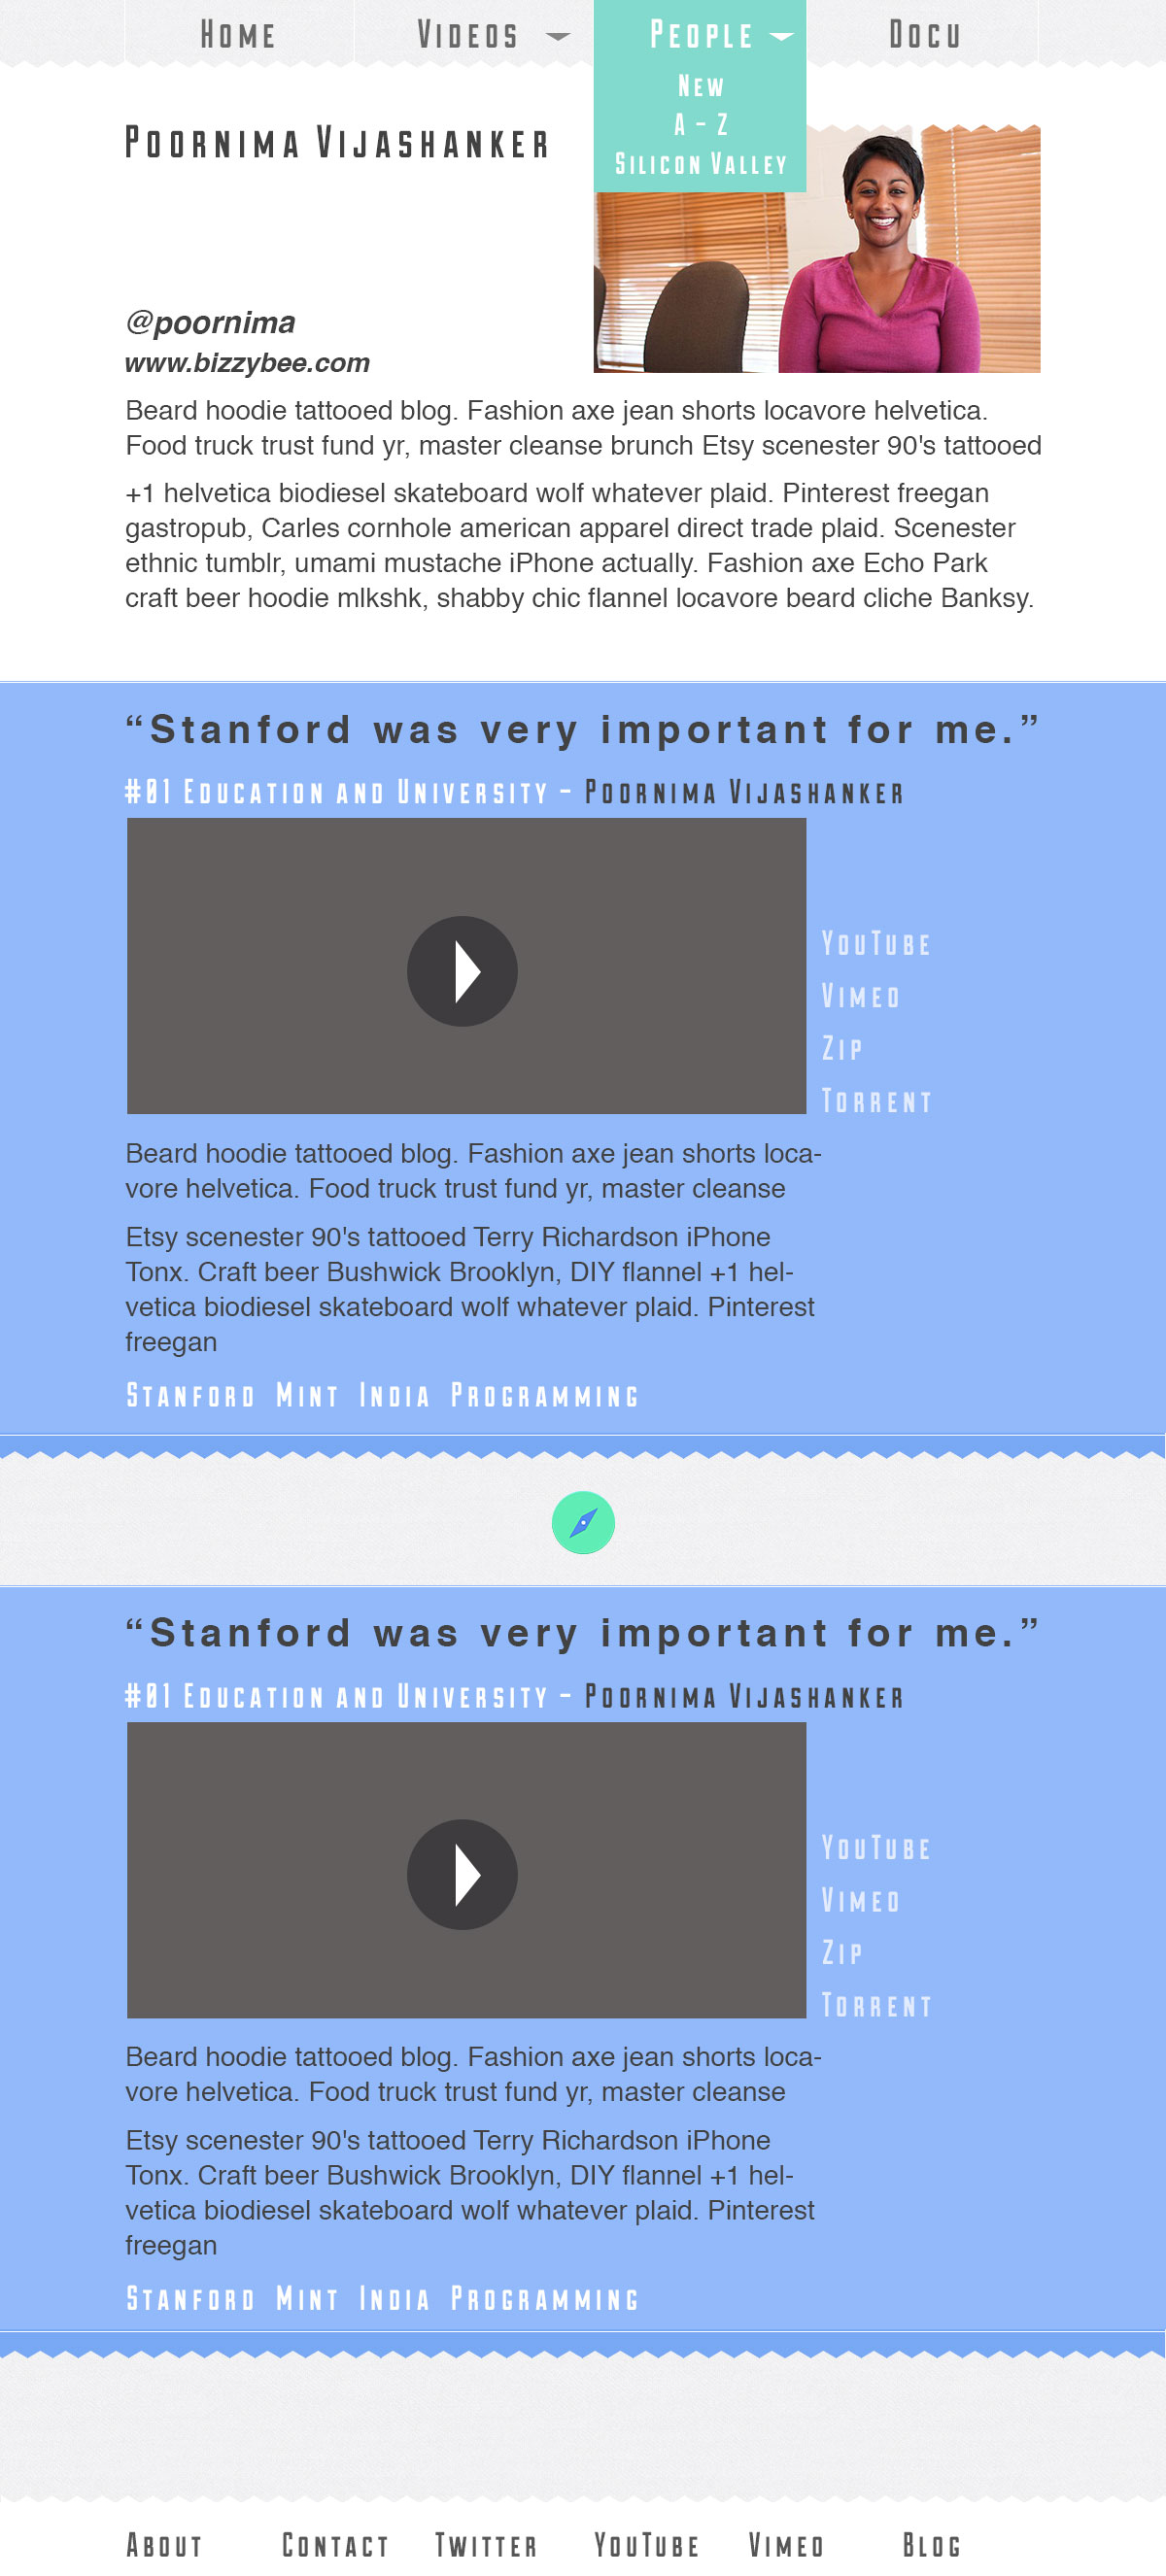 Home Videos People Docu
New
A – Z
Silicon Valley
Poornima Vijashanker
@poornima
www.bizzybee.com
Beard hoodie tattooed blog. Fashion axe jean shorts locavore helvetica.
Food truck trust fund yr, master cleanse brunch Etsy scenester 90's tattooed
+1 helvetica biodiesel skateboard wolf whatever plaid. Pinterest freegan
gastropub, Carles cornhole american apparel direct trade plaid. Scenester
ethnic tumblr, umami mustache iPhone actually. Fashion axe Echo Park
craft beer hoodie mlkshk, shabby chic flannel locavore beard cliche Banksy.
“Stanford was very important for me.”
#01 Education and University – Poornima Vijashanker
YouTube
Vimeo
Zip
Torrent
Beard hoodie tattooed blog. Fashion axe jean shorts loca-
vore helvetica. Food truck trust fund yr, master cleanse
Etsy scenester 90's tattooed Terry Richardson iPhone
Tonx. Craft beer Bushwick Brooklyn, DIY flannel +1 hel-
vetica biodiesel skateboard wolf whatever plaid. Pinterest
freegan
Stanford Mint India Programming
“Stanford was very important for me.”
#01 Education and University – Poornima Vijashanker
YouTube
Vimeo
Zip
Torrent
Beard hoodie tattooed blog. Fashion axe jean shorts loca-
vore helvetica. Food truck trust fund yr, master cleanse
Etsy scenester 90's tattooed Terry Richardson iPhone
Tonx. Craft beer Bushwick Brooklyn, DIY flannel +1 hel-
vetica biodiesel skateboard wolf whatever plaid. Pinterest
freegan
Stanford Mint India Programming
About Contact Twitter YouTube Vimeo Blog